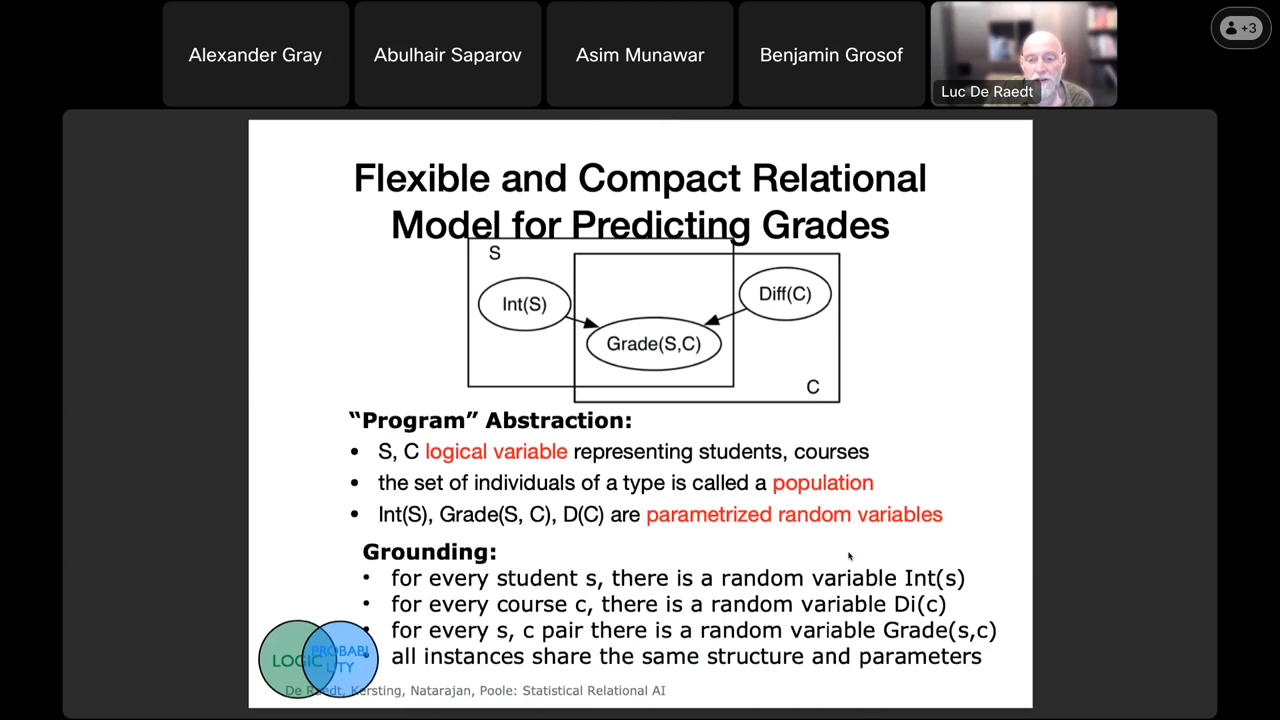 Alexander Gray
Abulhair Saparov
Asim Munawar
Benjamin Grosof
Luc De Raedt
+3
Flexible and Compact Relational
Model for Predicting Grades
S
Int(S)
Diff(C)
Grade(S,C)
C
“Program” Abstraction:
• S, C logical variable representing students, courses
• the set of individuals of a type is called a population
• Int(S), Grade(S, C), D(C) are parametrized random variables
Grounding:
• for every student s, there is a random variable Int(s)
• for every course c, there is a random variable Di(c)
• for every s, c pair there is a random variable Grade(s,c)
• all instances share the same structure and parameters
LOGIC
PROBABI
LITY
De Raedt, Kersting, Natarajan, Poole: Statistical Relational AI